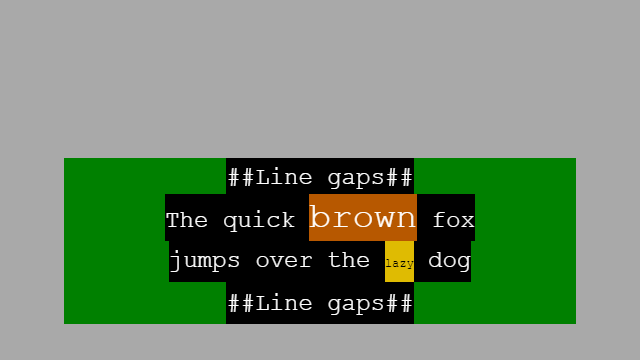 ##Line gaps##
The quick brown fox
jumps over the lazy dog
##Line gaps##